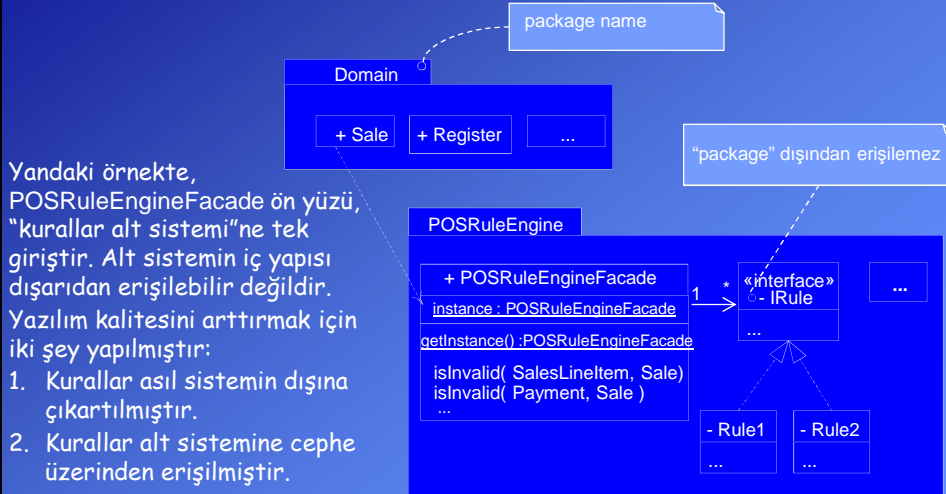 package name
Domain
+ Sale
+ Register
...
"package" dışından erişilemez
Yandaki örnekte,
POSRuleEngineFacade ön yüzü,
"kurallar alt sistemi"ne tek
giriştir. Alt sistemin iç yapısı
dışarıdan erişilebilir değildir.
Yazılım kalitesini arttırmak için
iki şey yapılmıştır:
1. Kurallar asıl sistemin dışına
çıkartılmıştır.
2. Kurallar alt sistemine cephe
üzerinden erişilmiştir.
POSRuleEngine
+ POSRuleEngineFacade
instance : POSRuleEngineFacade
getInstance() :POSRuleEngineFacade
isInvalid( SalesLineItem, Sale)
isInvalid( Payment, Sale )
...
1 *
«interface»
- IRule
...
...
- Rule1
...
- Rule2
...